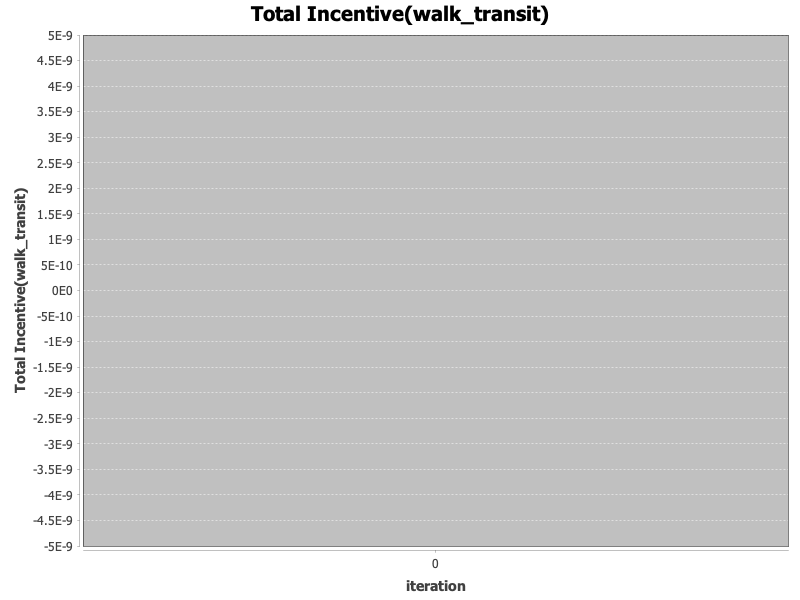 Total Incentive(walk_transit)
Total Incentive(walk_transit)
5E-9
4.5E-9
4E-9
3.5E-9
3E-9
2.5E-9
2E-9
1.5E-9
1E-9
5E-10
0E0
-5E-10
-1E-9
-1.5E-9
-2E-9
-2.5E-9
-3E-9
-3.5E-9
-4E-9
-4.5E-9
-5E-9
0
iteration